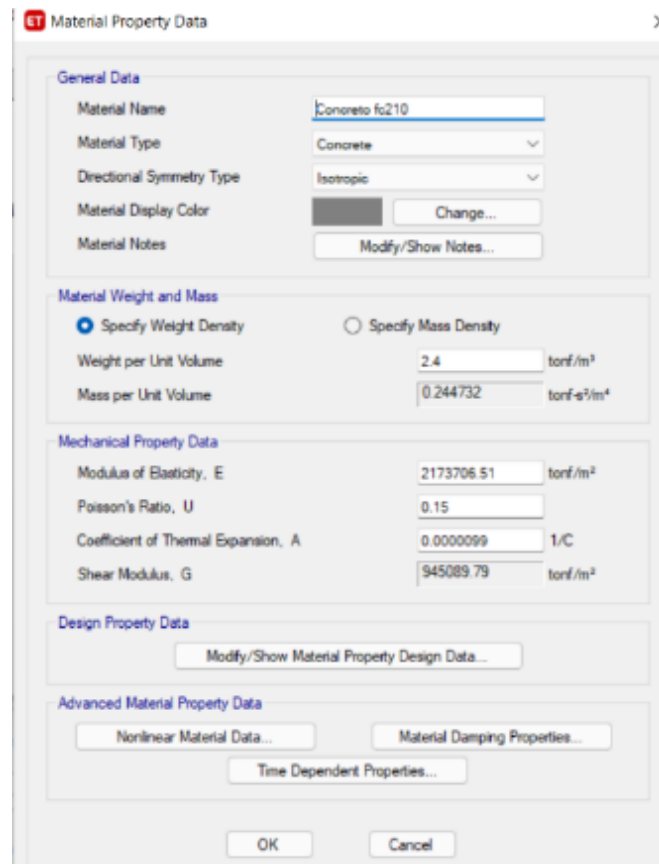 ET Material Property Data
General Data
Material Name Concreto fc210
Material Type Concrete
Directional Symmetry Type Isotropic
Material Display Color Change...
Material Notes Modify/Show Notes...
Material Weight and Mass
Specify Weight Density Specify Mass Density
Weight per Unit Volume 2.4 tonf/m³
Mass per Unit Volume 0.244732 tonf-s²/m⁴
Mechanical Property Data
Modulus of Elasticity, E 2173706.51 tonf/m²
Poisson's Ratio, U 0.15
Coefficient of Thermal Expansion, A 0.0000099 1/C
Shear Modulus, G 945089.79 tonf/m²
Design Property Data
Modify/Show Material Property Design Data...
Advanced Material Property Data
Nonlinear Material Data... Material Damping Properties...
Time Dependent Properties...
OK Cancel